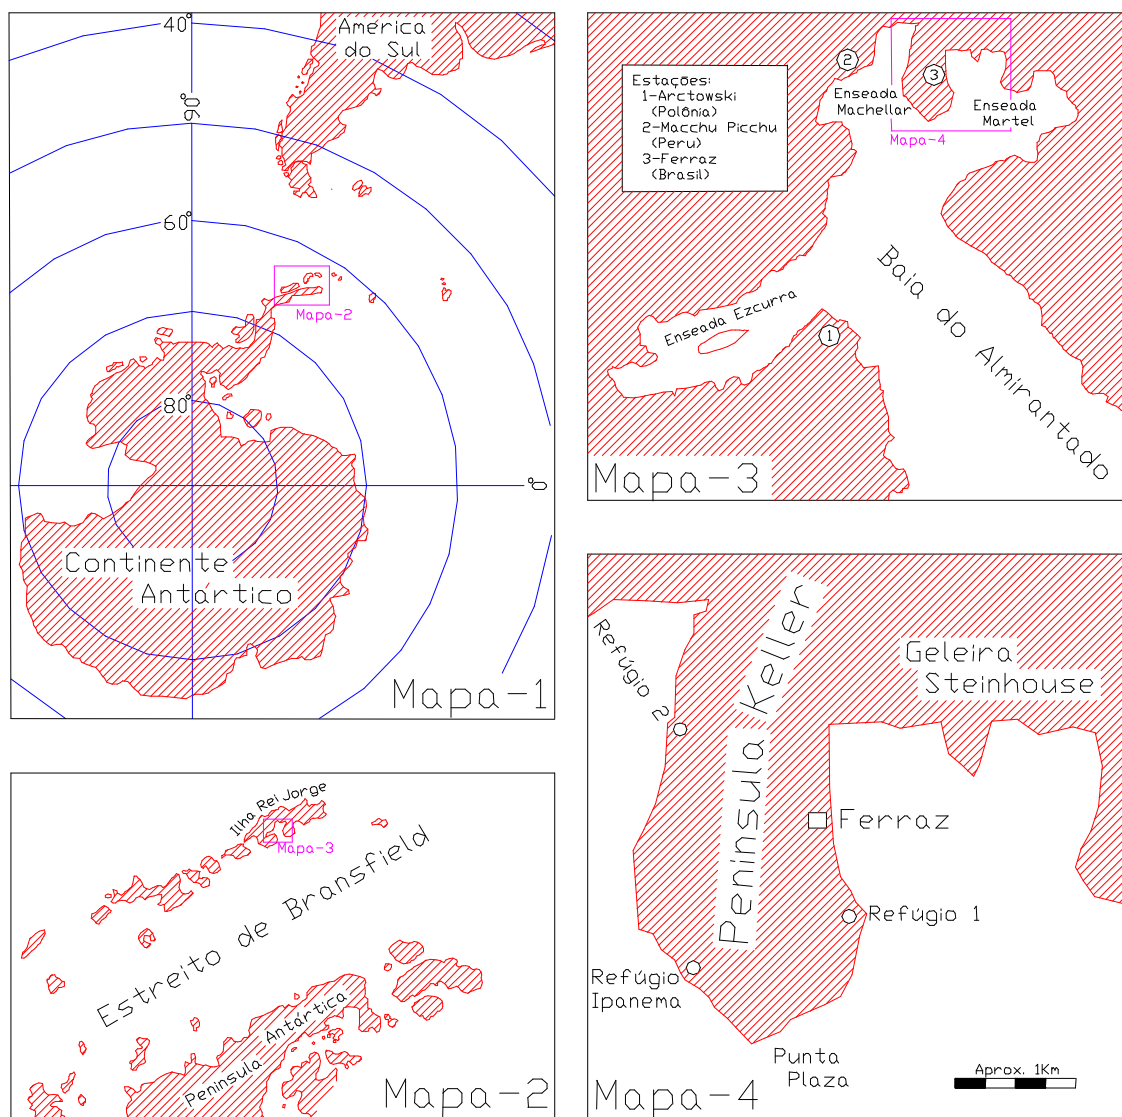 América
do Sul
40°
90°
60°
Mapa-2
80°
0°
Continente
Antártico
Mapa-1
Estações:
1-Arctowski
(Polônia)
2-Macchu Picchu
(Peru)
3-Ferraz
(Brasil)
2
3
Enseada
Machellar
Enseada
Martel
Mapa-4
Baia do Almirantado
Enseada Ezcurra
1
Mapa-3
Ilha Rei Jorge
Mapa-3
Estreito de Bransfield
Peninsula Antártica
Mapa-2
Refúgio 2
Peninsula Keller
Geleira
Steinhouse
Ferraz
Refúgio 1
Refúgio
Ipanema
Punta
Plaza
Aprox. 1Km
Mapa-4